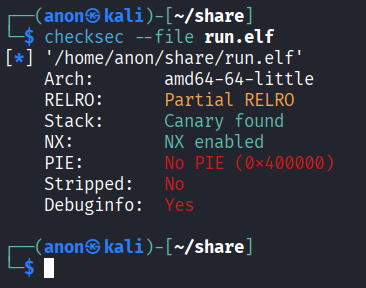 ┌──(anon㉿kali)-[~/share]
└─$ checksec --file run.elf
[*] '/home/anon/share/run.elf'
Arch: amd64-64-little
RELRO: Partial RELRO
Stack: Canary found
NX: NX enabled
PIE: No PIE (0x400000)
Stripped: No
Debuginfo: Yes
┌──(anon㉿kali)-[~/share]
└─$